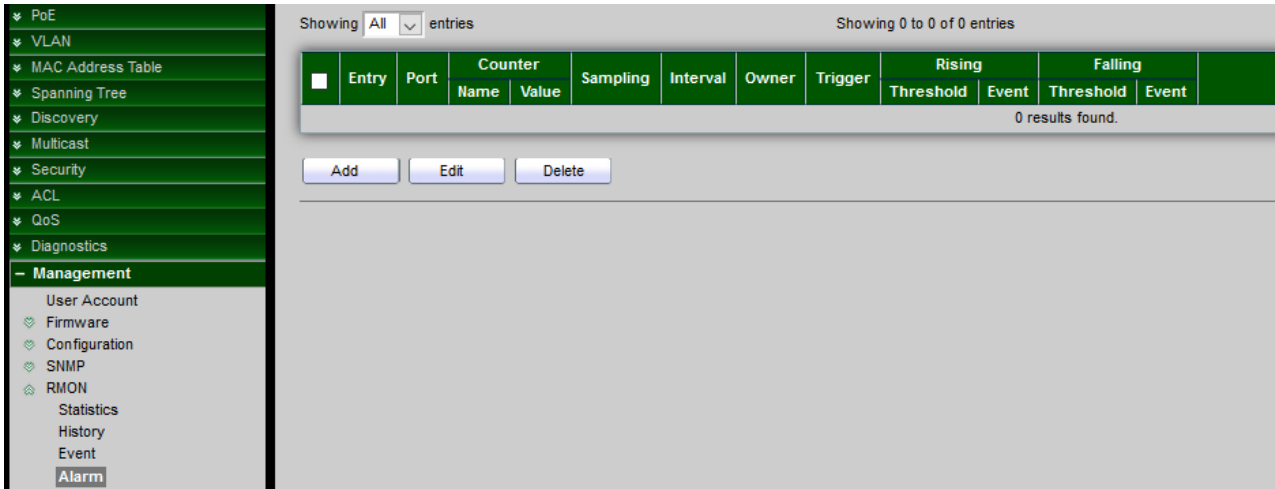 PoE
VLAN
MAC Address Table
Spanning Tree
Discovery
Multicast
Security
ACL
QoS
Diagnostics
Management
User Account
Firmware
Configuration
SNMP
RMON
Statistics
History
Event
Alarm
Showing All entries
Showing 0 to 0 of 0 entries
Entry Port Counter Sampling Interval Owner Trigger Rising Falling
Name Value Threshold Event Threshold Event
0 results found.
Add Edit Delete